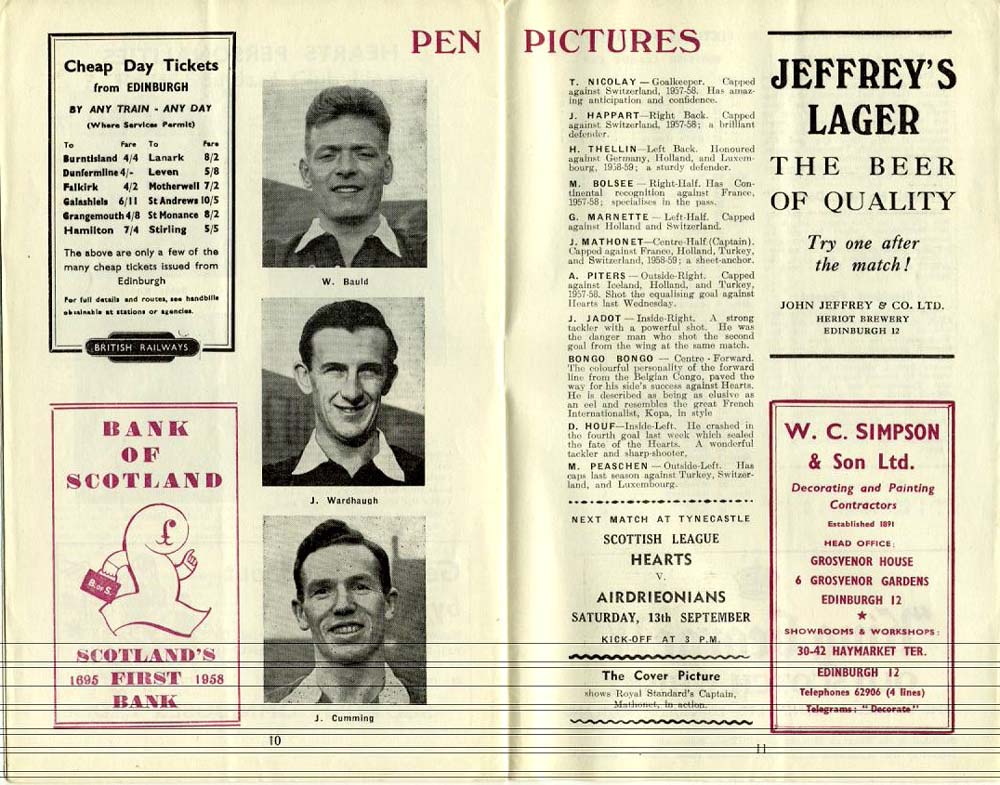 PEN PICTURES
Cheap Day Tickets
from EDINBURGH
BY ANY TRAIN - ANY DAY
(Where Services Permit)
To Fare To Fare
Burntisland 4/4 Lanark 8/2
Dunfermline 4/- Leven 5/8
Falkirk 4/2 Motherwell 7/2
Galashiels 6/11 St Andrews 10/5
Grangemouth 4/8 St Monance 8/2
Hamilton 7/4 Stirling 5/5
The above are only a few of the
many cheap tickets issued from
Edinburgh
For full details and routes, see handbills
obtainable at stations or agencies.
BRITISH RAILWAYS
BANK
OF
SCOTLAND
£
B. OF S.
SCOTLAND'S
1695 FIRST 1958
BANK
W. Bauld
J. Wardhaugh
J. Cumming
10
T. NICOLAY — Goalkeeper. Capped
against Switzerland, 1957-58. Has amaz-
ing anticipation and confidence.
J. HAPPART—Right Back. Capped
against Switzerland, 1957-58; a brilliant
defender.
H. THELLIN—Left Back. Honoured
against Germany, Holland, and Luxem-
bourg, 1958-59; a sturdy defender.
M. BOLSEE — Right-Half. Has Con-
tinental recognition against France,
1957-58; specialises in the pass.
G. MARNETTE — Left-Half. Capped
against Holland and Switzerland.
J. MATHONET—Centre-Half (Captain).
Capped against France, Holland, Turkey,
and Switzerland, 1958-59; a sheet-anchor.
A. PITERS — Outside-Right. Capped
against Iceland, Holland, and Turkey,
1957-58. Shot the equalising goal against
Hearts last Wednesday.
J. JADOT — Inside-Right. A strong
tackler with a powerful shot. He was
the danger man who shot the second
goal from the wing at the same match.
BONGO BONGO — Centre - Forward.
The colourful personality of the forward
line from the Belgian Congo, paved the
way for his side's success against Hearts.
He is described as being as elusive as
an eel and resembles the great French
Internationalist, Kopa, in style
D. HOUF—Inside-Left. He crashed in
the fourth goal last week which sealed
the fate of the Hearts. A wonderful
tackler and sharp-shooter,
M. PEASCHEN — Outside-Left. Has
caps last season against Turkey, Switzer-
land, and Luxembourg.
NEXT MATCH AT TYNECASTLE
SCOTTISH LEAGUE
HEARTS
V.
AIRDRIEONIANS
SATURDAY, 13th SEPTEMBER
KICK-OFF AT 3 P.M.
The Cover Picture
shows Royal Standard's Captain,
Mathonet, in action.
JEFFREY'S
LAGER
THE BEER
OF QUALITY
Try one after
the match!
JOHN JEFFREY & CO. LTD.
HERIOT BREWERY
EDINBURGH 12
W. C. SIMPSON
& Son Ltd.
Decorating and Painting
Contractors
Established 1891
HEAD OFFICE:
GROSVENOR HOUSE
6 GROSVENOR GARDENS
EDINBURGH 12
SHOWROOMS & WORKSHOPS:
30-42 HAYMARKET TER.
EDINBURGH 12
Telephones 62906 (4 lines)
Telegrams: "Decorate"
11